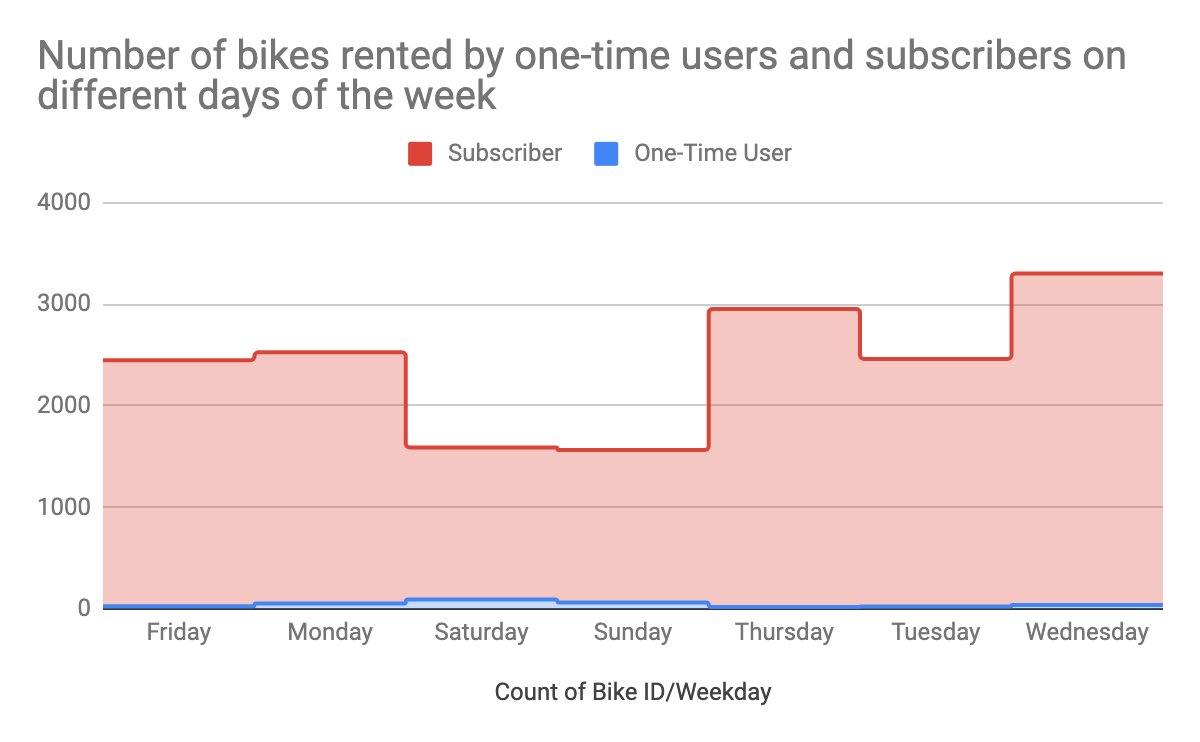 Number of bikes rented by one-time users and subscribers on
different days of the week
Subscriber One-Time User
4000
3000
2000
1000
0
Friday Monday Saturday Sunday Thursday Tuesday Wednesday
Count of Bike ID/Weekday